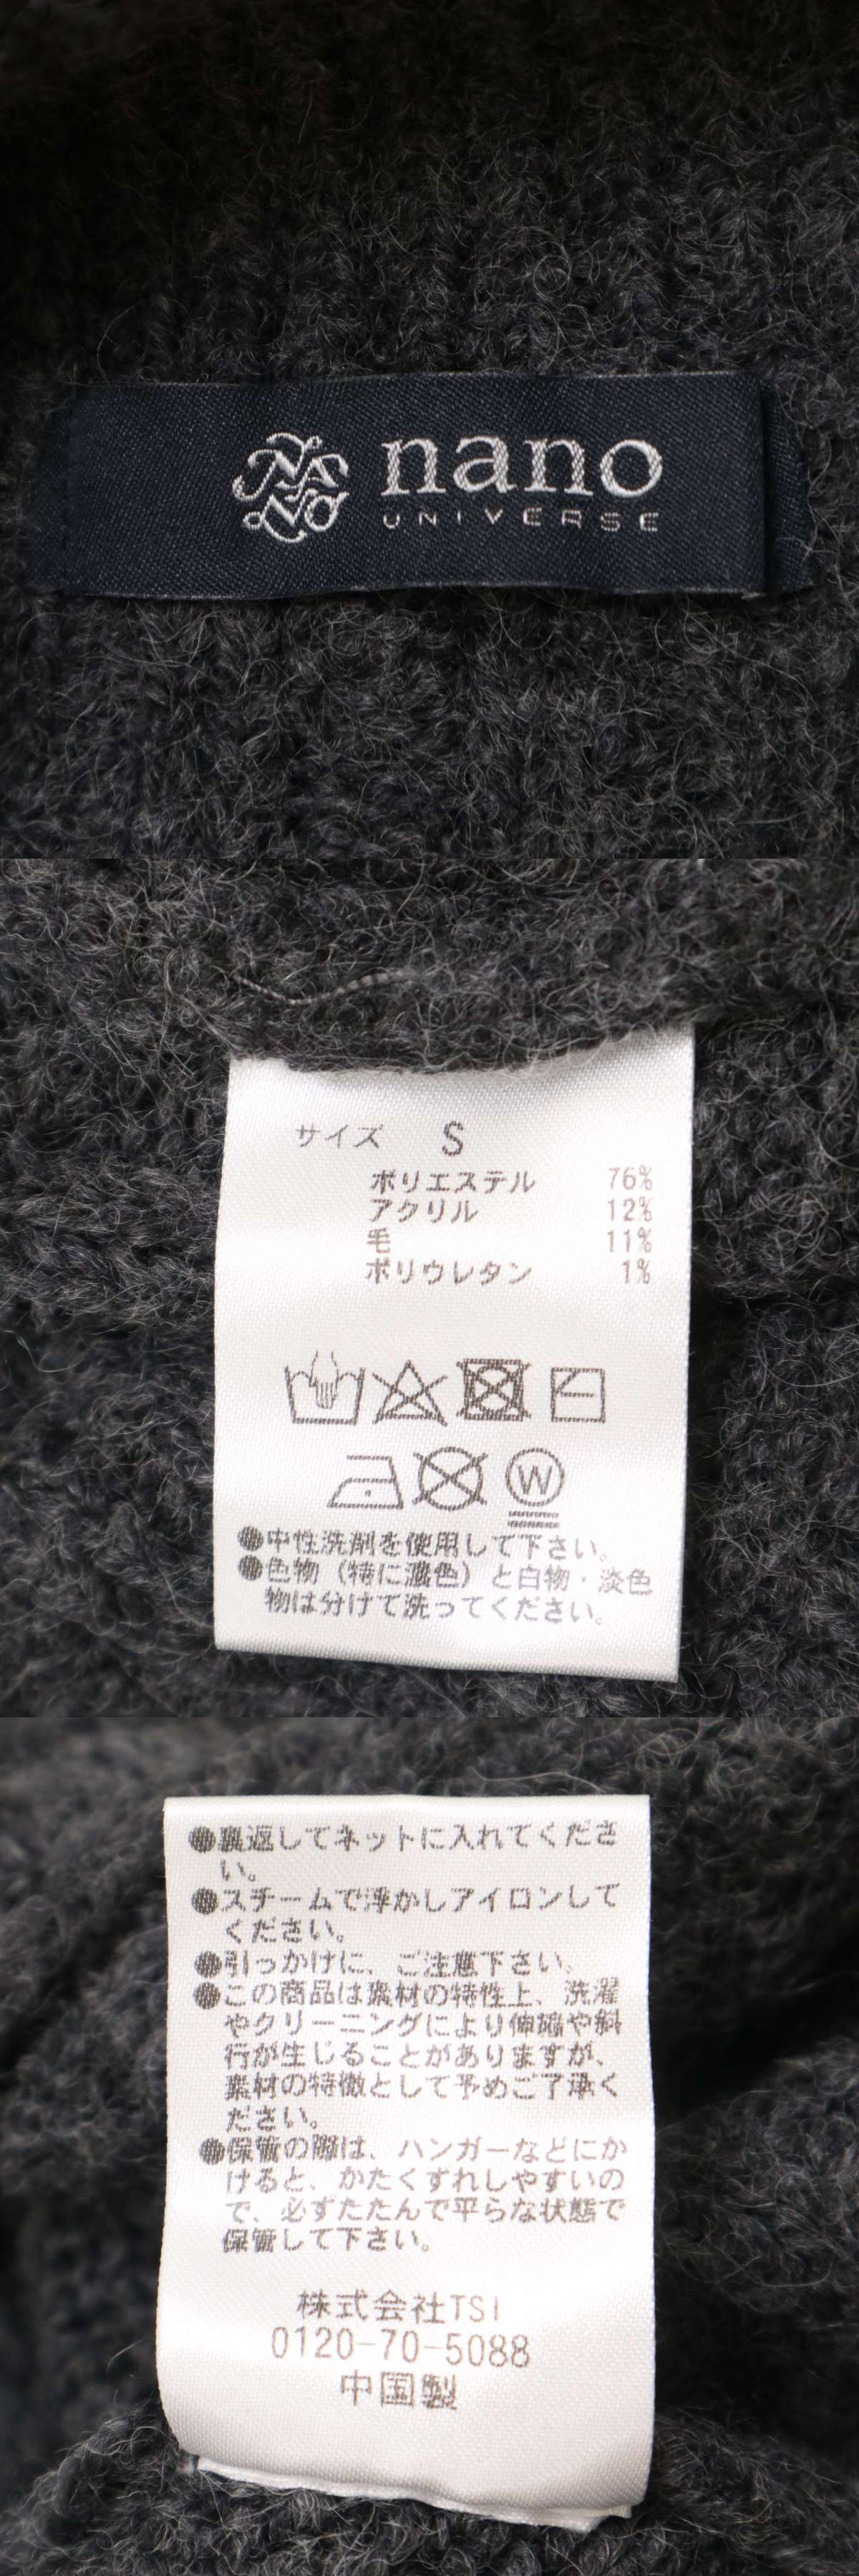 NANO
nano
UNIVERSE
サイズ S
ポリエステル 76%
アクリル 12%
毛 11%
ポリウレタン 1%
W
●中性洗剤を使用して下さい。
●色物（特に濃色）と白物・淡色
物は分けて洗ってください。
●裏返してネットに入れてくださ
い。
●スチームで浮かしアイロンして
ください。
●引っかけに、ご注意下さい。
●この商品は素材の特性上、洗濯
やクリーニングにより伸縮や斜
行が生じることがありますが、
素材の特徴として予めご了承く
ださい。
●保管の際は、ハンガーなどにか
けると、かたくずれしやすいの
で、必ずたたんで平らな状態で
保管して下さい。
株式会社TSI
0120-70-5088
中国製